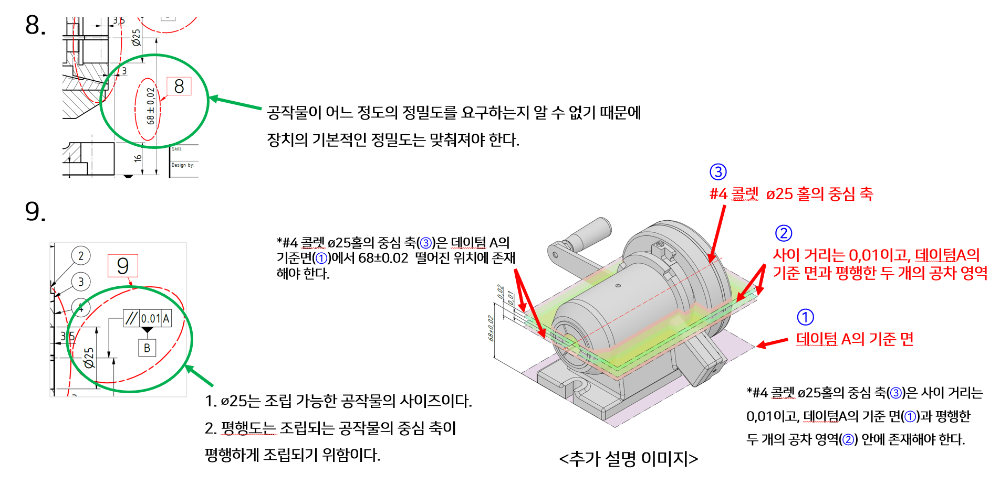 8.
3,5
ø25
3
68±0,02
8
16
Skill
Design by:
공작물이 어느 정도의 정밀도를 요구하는지 알 수 없기 때문에
장치의 기본적인 정밀도는 맞춰져야 한다.
9.
2
3
4
9
// 0.01 A
B
3,5
ø25
1. ø25는 조립 가능한 공작물의 사이즈이다.
2. 평행도는 조립되는 공작물의 중심 축이
평행하게 조립되기 위함이다.
*#4 콜렛 ø25홀의 중심 축(③)은 데이텀 A의
기준면(①)에서 68±0.02 떨어진 위치에 존재
해야 한다.
③
#4 콜렛 ø25 홀의 중심 축
②
사이 거리는 0,01이고, 데이텀A의
기준 면과 평행한 두 개의 공차 영역
①
데이텀 A의 기준 면
0,02
0,01
68±0,02
*#4 콜렛 ø25홀의 중심 축(③)은 사이 거리는
0,01이고, 데이텀A의 기준 면(①)과 평행한
두 개의 공차 영역(②) 안에 존재해야 한다.
<추가 설명 이미지>